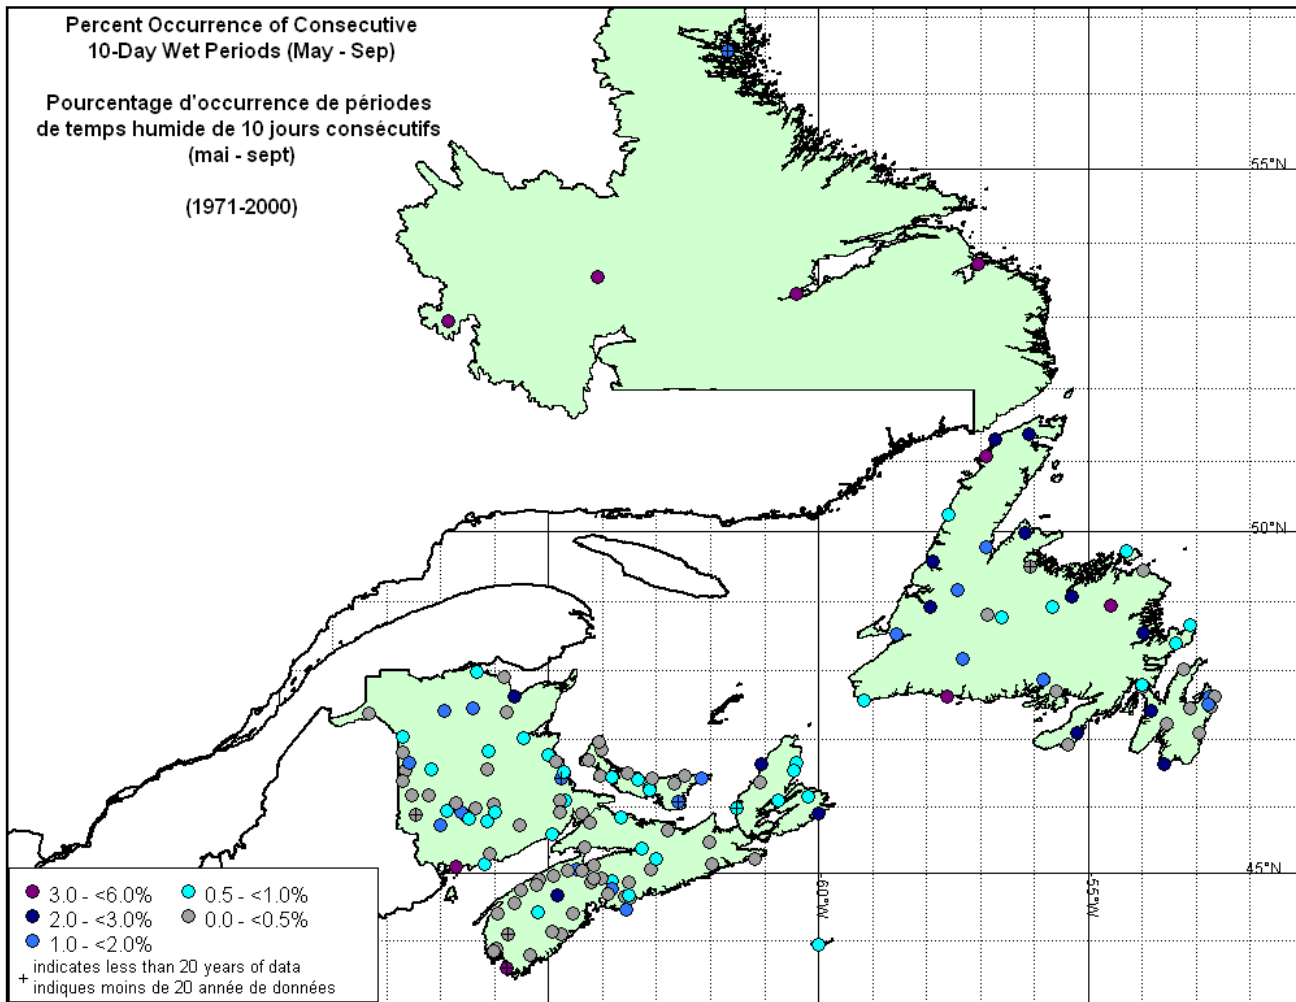 Percent Occurrence of Consecutive
10-Day Wet Periods (May - Sep)
Pourcentage d'occurrence de périodes
de temps humide de 10 jours consécutifs
(mai - sept)
(1971-2000)
55°N
50°N
45°N
60°W
55°W
3.0 - <6.0%
0.5 - <1.0%
2.0 - <3.0%
0.0 - <0.5%
1.0 - <2.0%
+ indicates less than 20 years of data
indiques moins de 20 année de données